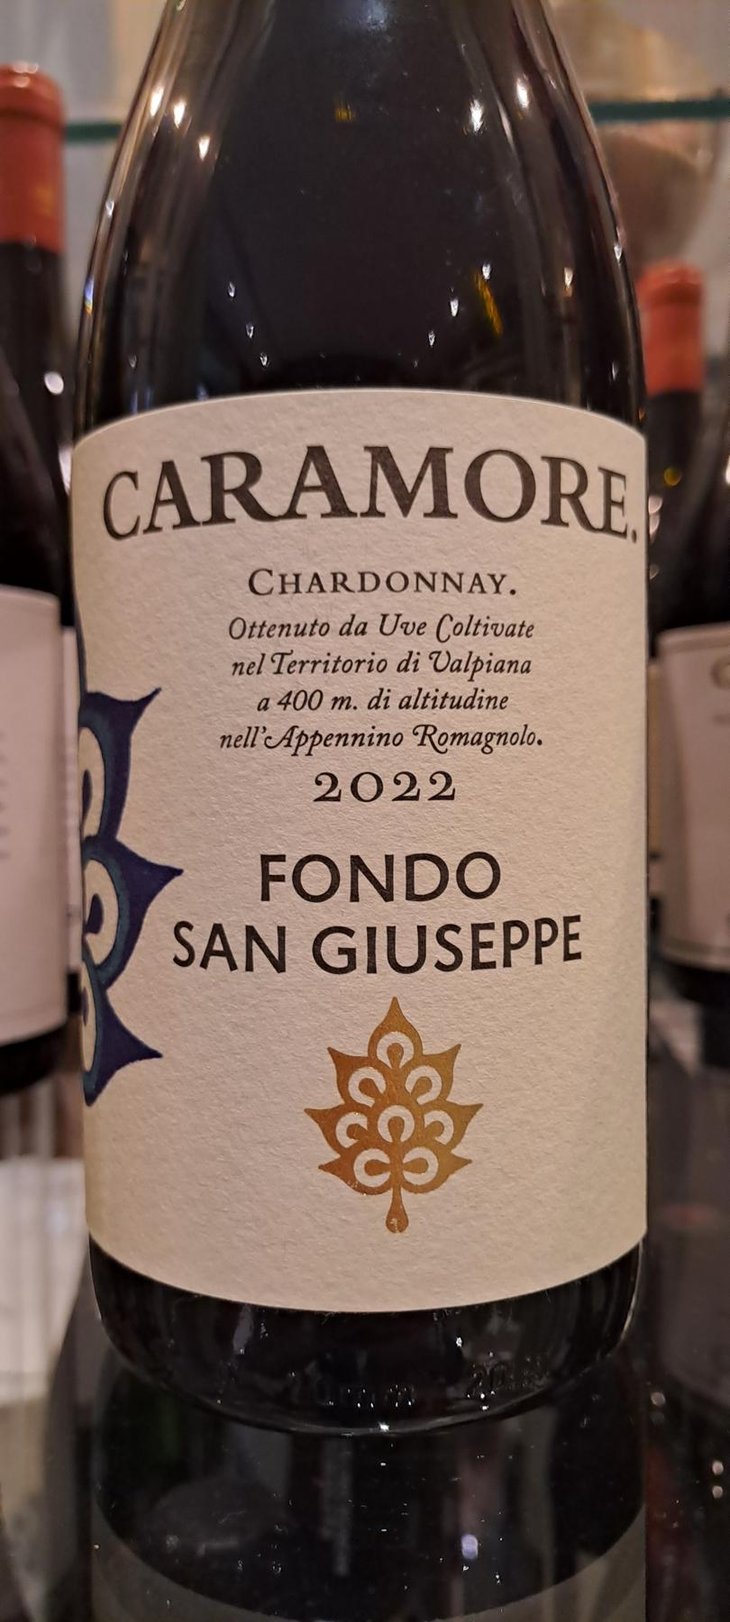 CARAMORE.
CHARDONNAY.
Ottenuto da Uve Coltivate
nel Territorio di Valpiana
a 400 m. di altitudine
nell'Appennino Romagnolo.
2022
FONDO
SAN GIUSEPPE